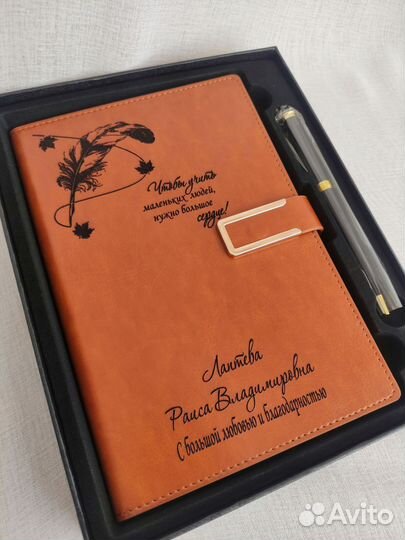 Чтобы учить
маленьких людей,
нужно большое
сердце!
Лаптева
Раиса Владимировна
С большой любовью и благодарностью
Avito